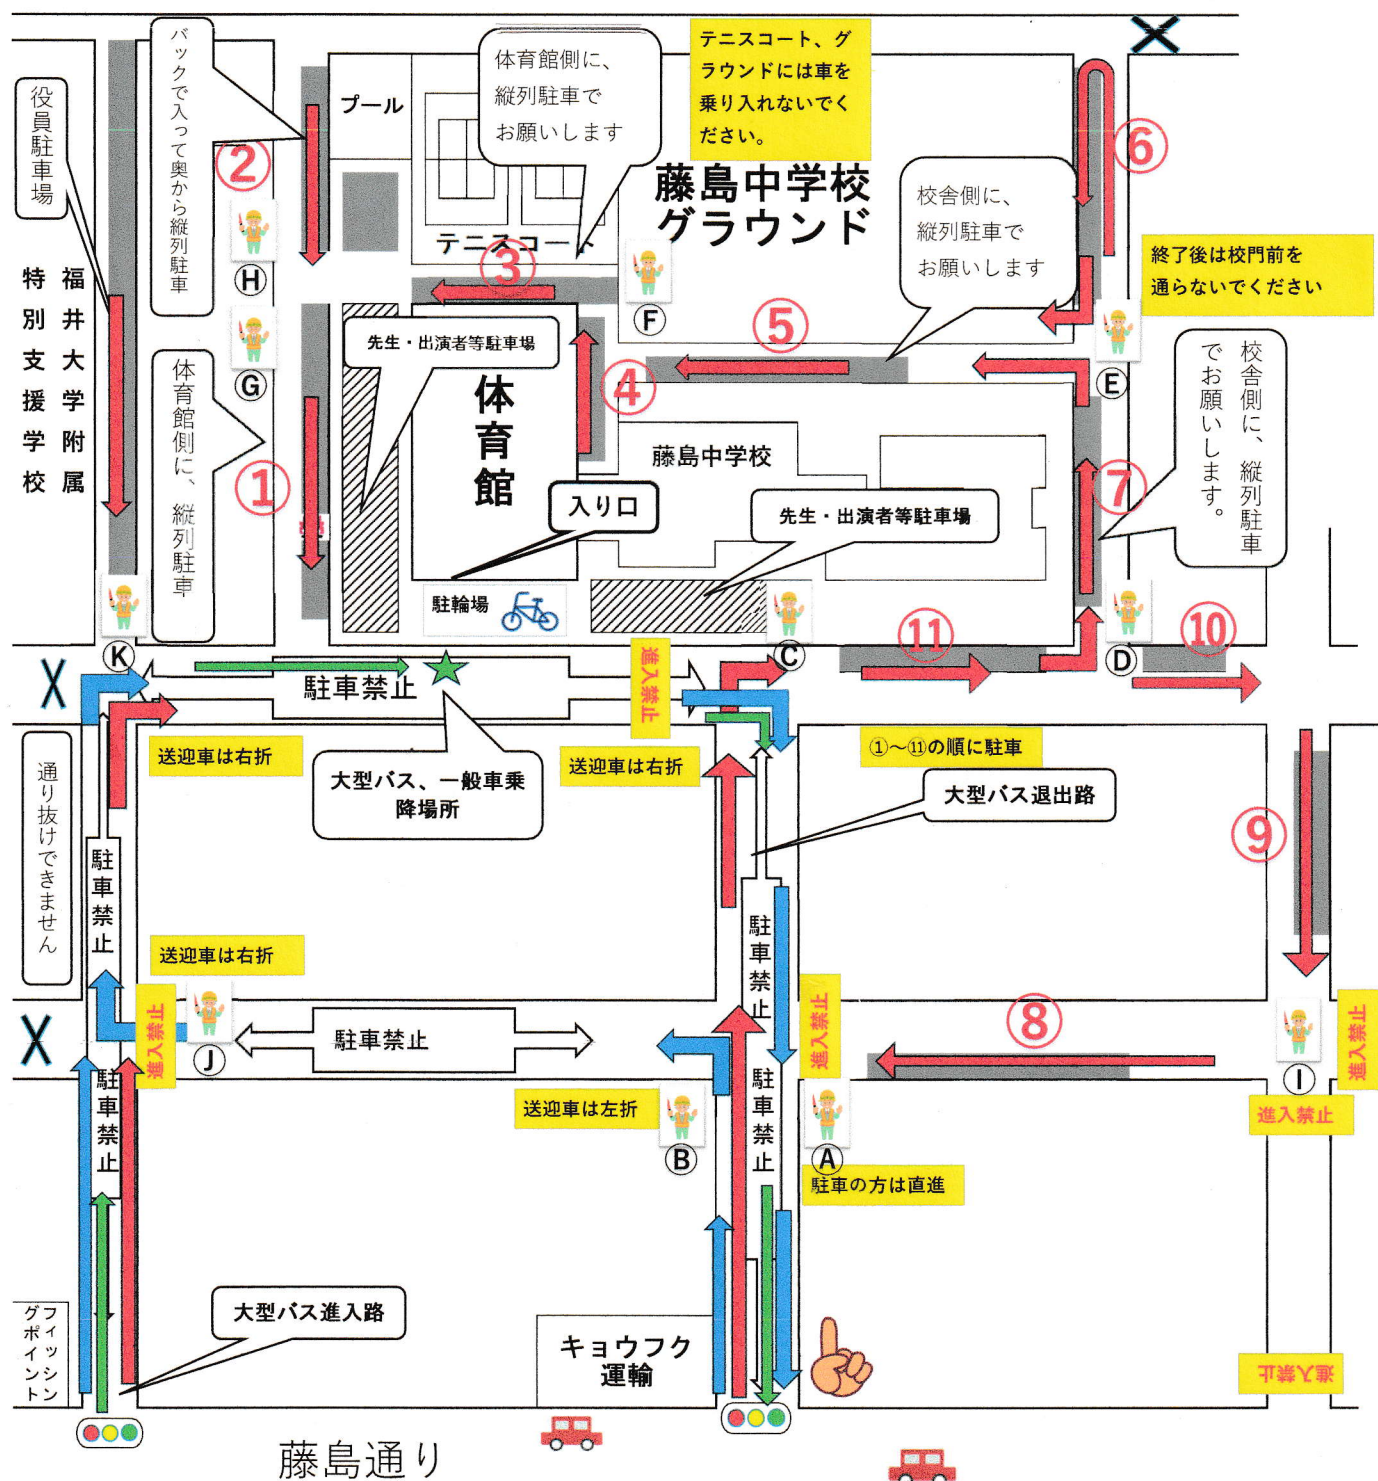 バックで入って奥から縦列駐車
役員駐車場
体育館側に、
縦列駐車で
お願いします
テニスコート、グ
ラウンドには車を
乗り入れないでく
ださい。
プール
②
⑥
藤島中学校
グラウンド
校舎側に、
縦列駐車で
お願いします
テニスコート
③
H
F
終了後は校門前を
通らないでください
福井大学附属
特別支援学校
G
先生・出演者等駐車場
⑤
E
体育館側に、縦列駐車
校舎側に、縦列駐車
でお願いします。
④
体育館
藤島中学校
①
⑦
入り口
先生・出演者等駐車場
駐輪場
K
C
D
⑪
⑩
駐車禁止
進入禁止
送迎車は右折
大型バス、一般車乗
降場所
送迎車は右折
①～⑪の順に駐車
大型バス退出路
通り抜けできません
駐車禁止
⑨
駐車禁止
送迎車は右折
進入禁止
J
駐車禁止
進入禁止
⑧
I
進入禁止
進入禁止
駐車禁止
駐車禁止
送迎車は左折
B
A
駐車の方は直進
大型バス進入路
フィッシン
グポイント
キョウフク
運輸
進入禁止
藤島通り